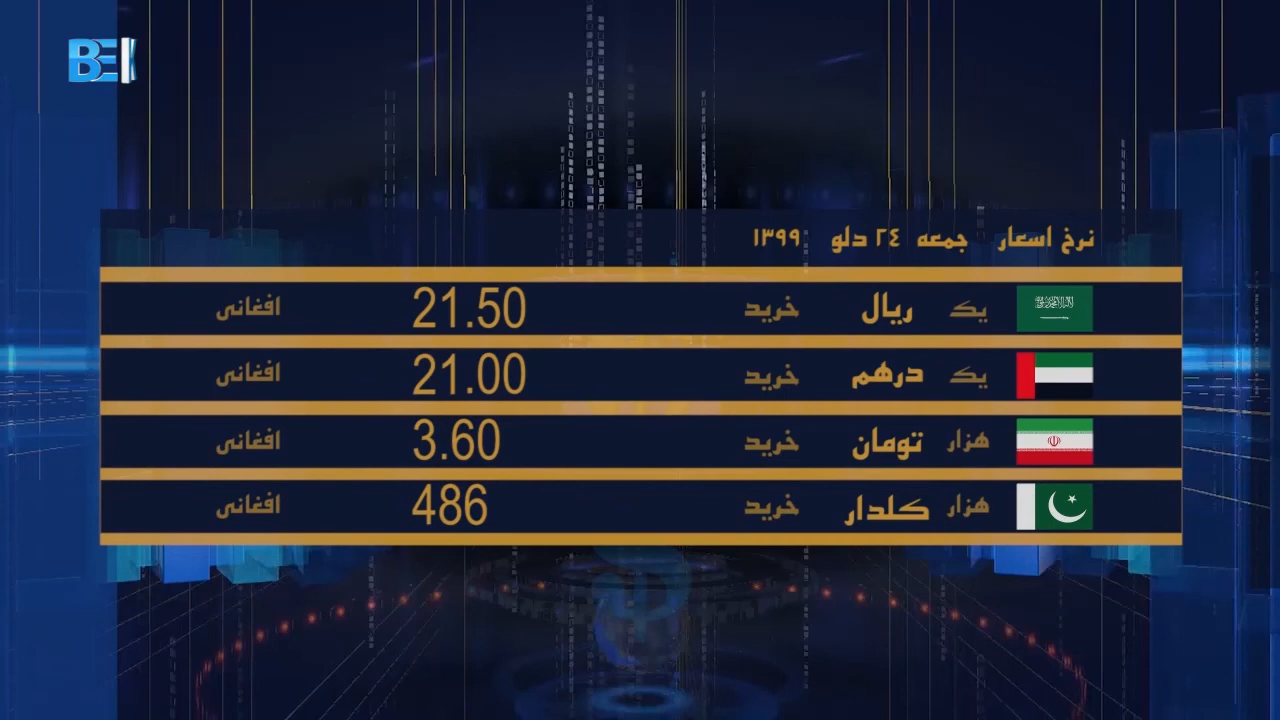 BEK
نرخ اسعار جمعه ٢٤ دلو ١٣٩٩
یک ریال خرید 21.50 افغانی
یک درهم خرید 21.00 افغانی
هزار تومان خرید 3.60 افغانی
هزار کلدار خرید 486 افغانی